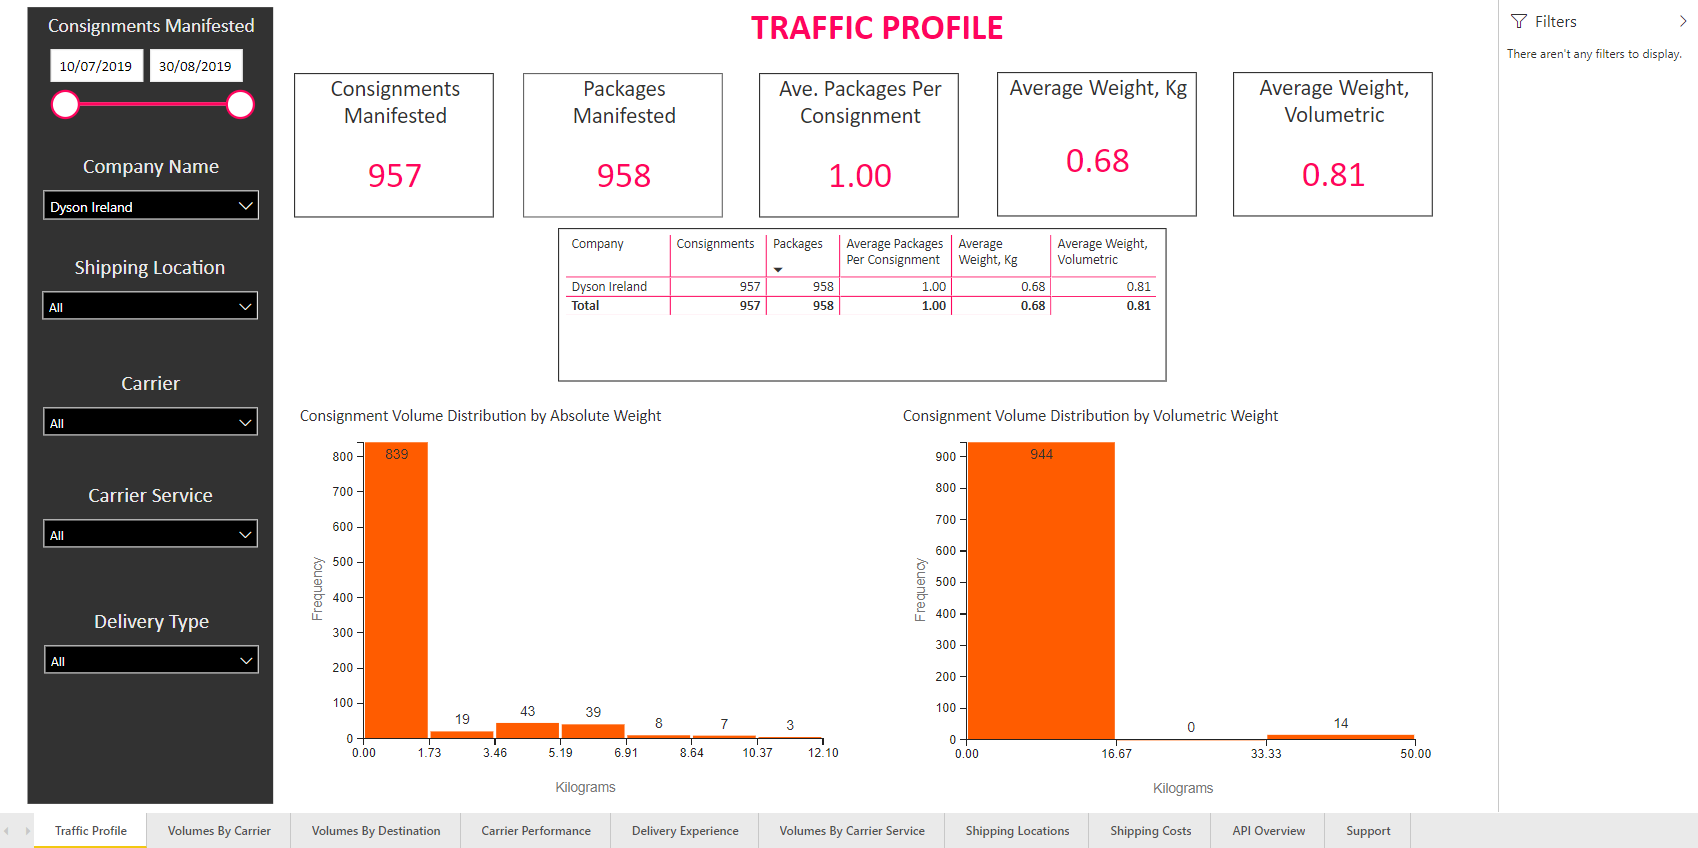 Consignments Manifested
10/07/2019 30/08/2019
Company Name
Dyson Ireland
Shipping Location
All
Carrier
All
Carrier Service
All
Delivery Type
All
TRAFFIC PROFILE
Consignments
Manifested
957
Packages
Manifested
958
Ave. Packages Per
Consignment
1.00
Average Weight, Kg
0.68
Average Weight,
Volumetric
0.81
Company Consignments Packages Average Packages Per Consignment Average Weight, Kg Average Weight, Volumetric
Dyson Ireland 957 958 1.00 0.68 0.81
Total 957 958 1.00 0.68 0.81
Consignment Volume Distribution by Absolute Weight
Frequency
800
700
600
500
400
300
200
100
0
839 19 43 39 8 7 3
0.00 1.73 3.46 5.19 6.91 8.64 10.37 12.10
Kilograms
Consignment Volume Distribution by Volumetric Weight
Frequency
900
800
700
600
500
400
300
200
100
0
944 0 14
0.00 16.67 33.33 50.00
Kilograms
Filters
There aren't any filters to display.
Traffic Profile Volumes By Carrier Volumes By Destination Carrier Performance Delivery Experience Volumes By Carrier Service Shipping Locations Shipping Costs API Overview Support